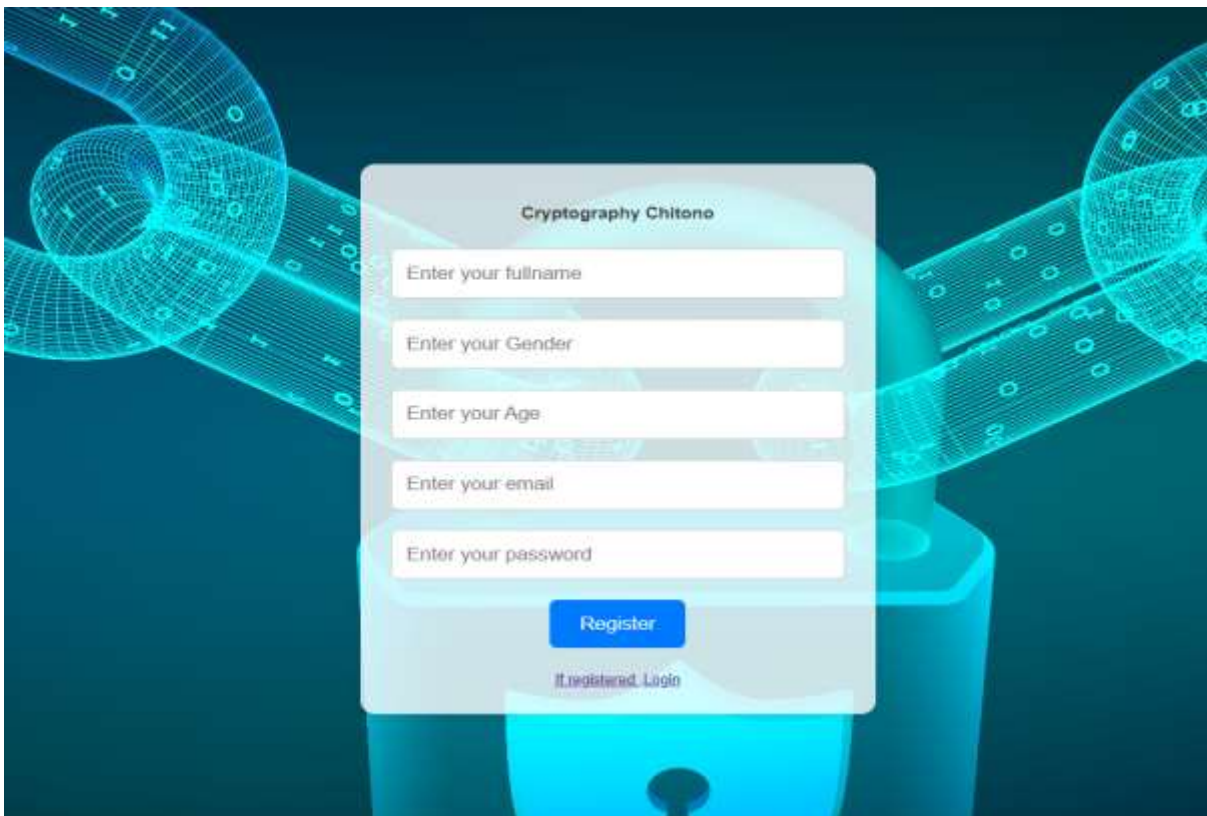 Cryptography Chitono
Enter your fullname
Enter your Gender
Enter your Age
Enter your email
Enter your password
Register
If registered, Login